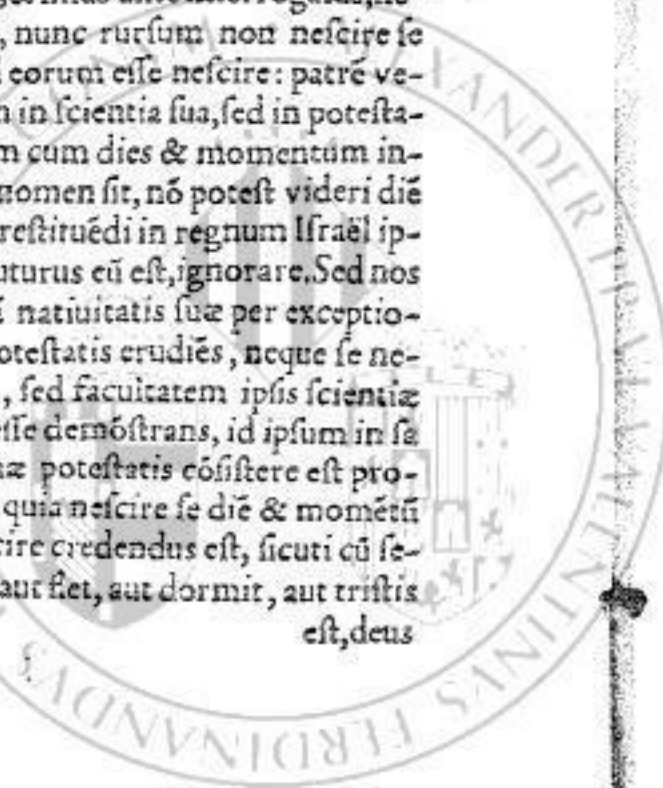 , nunc rurſum non neſcire ſe
eorum eſſe neſcire: patrē ve-
in ſcientia ſua, ſed in poteſta-
cum dies & momentum in-
nomen ſit, nō poteſt videri diē
reſtituēdi in regnum Iſraël ip-
uturus eū eſt, ignorare. Sed nos
natiuitatis ſuæ per exceptio-
oteſtatis erudiēs, neque ſe ne-
, ſed facultatem ipſis ſcientiæ
eſſe demōſtrans, id ipſum in ſa
æ poteſtatis cōſiſtere eſt pro-
quia neſcire ſe diē & momētū
cire credendus eſt, ſicuti cū ſe-
aut flet, aut dormit, aut triſtis
eſt, deus